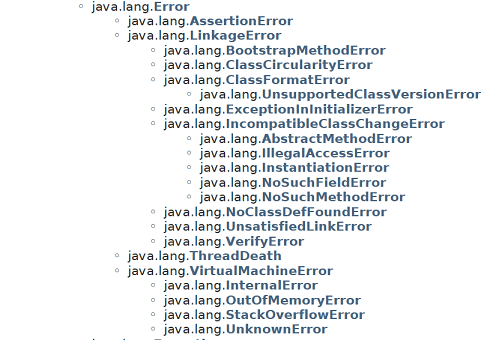 java.lang.Error
java.lang.AssertionError
java.lang.LinkageError
java.lang.BootstrapMethodError
java.lang.ClassCircularityError
java.lang.ClassFormatError
java.lang.UnsupportedClassVersionError
java.lang.ExceptionInInitializerError
java.lang.IncompatibleClassChangeError
java.lang.AbstractMethodError
java.lang.IllegalAccessError
java.lang.InstantiationError
java.lang.NoSuchFieldError
java.lang.NoSuchMethodError
java.lang.NoClassDefFoundError
java.lang.UnsatisfiedLinkError
java.lang.VerifyError
java.lang.ThreadDeath
java.lang.VirtualMachineError
java.lang.InternalError
java.lang.OutOfMemoryError
java.lang.StackOverflowError
java.lang.UnknownError